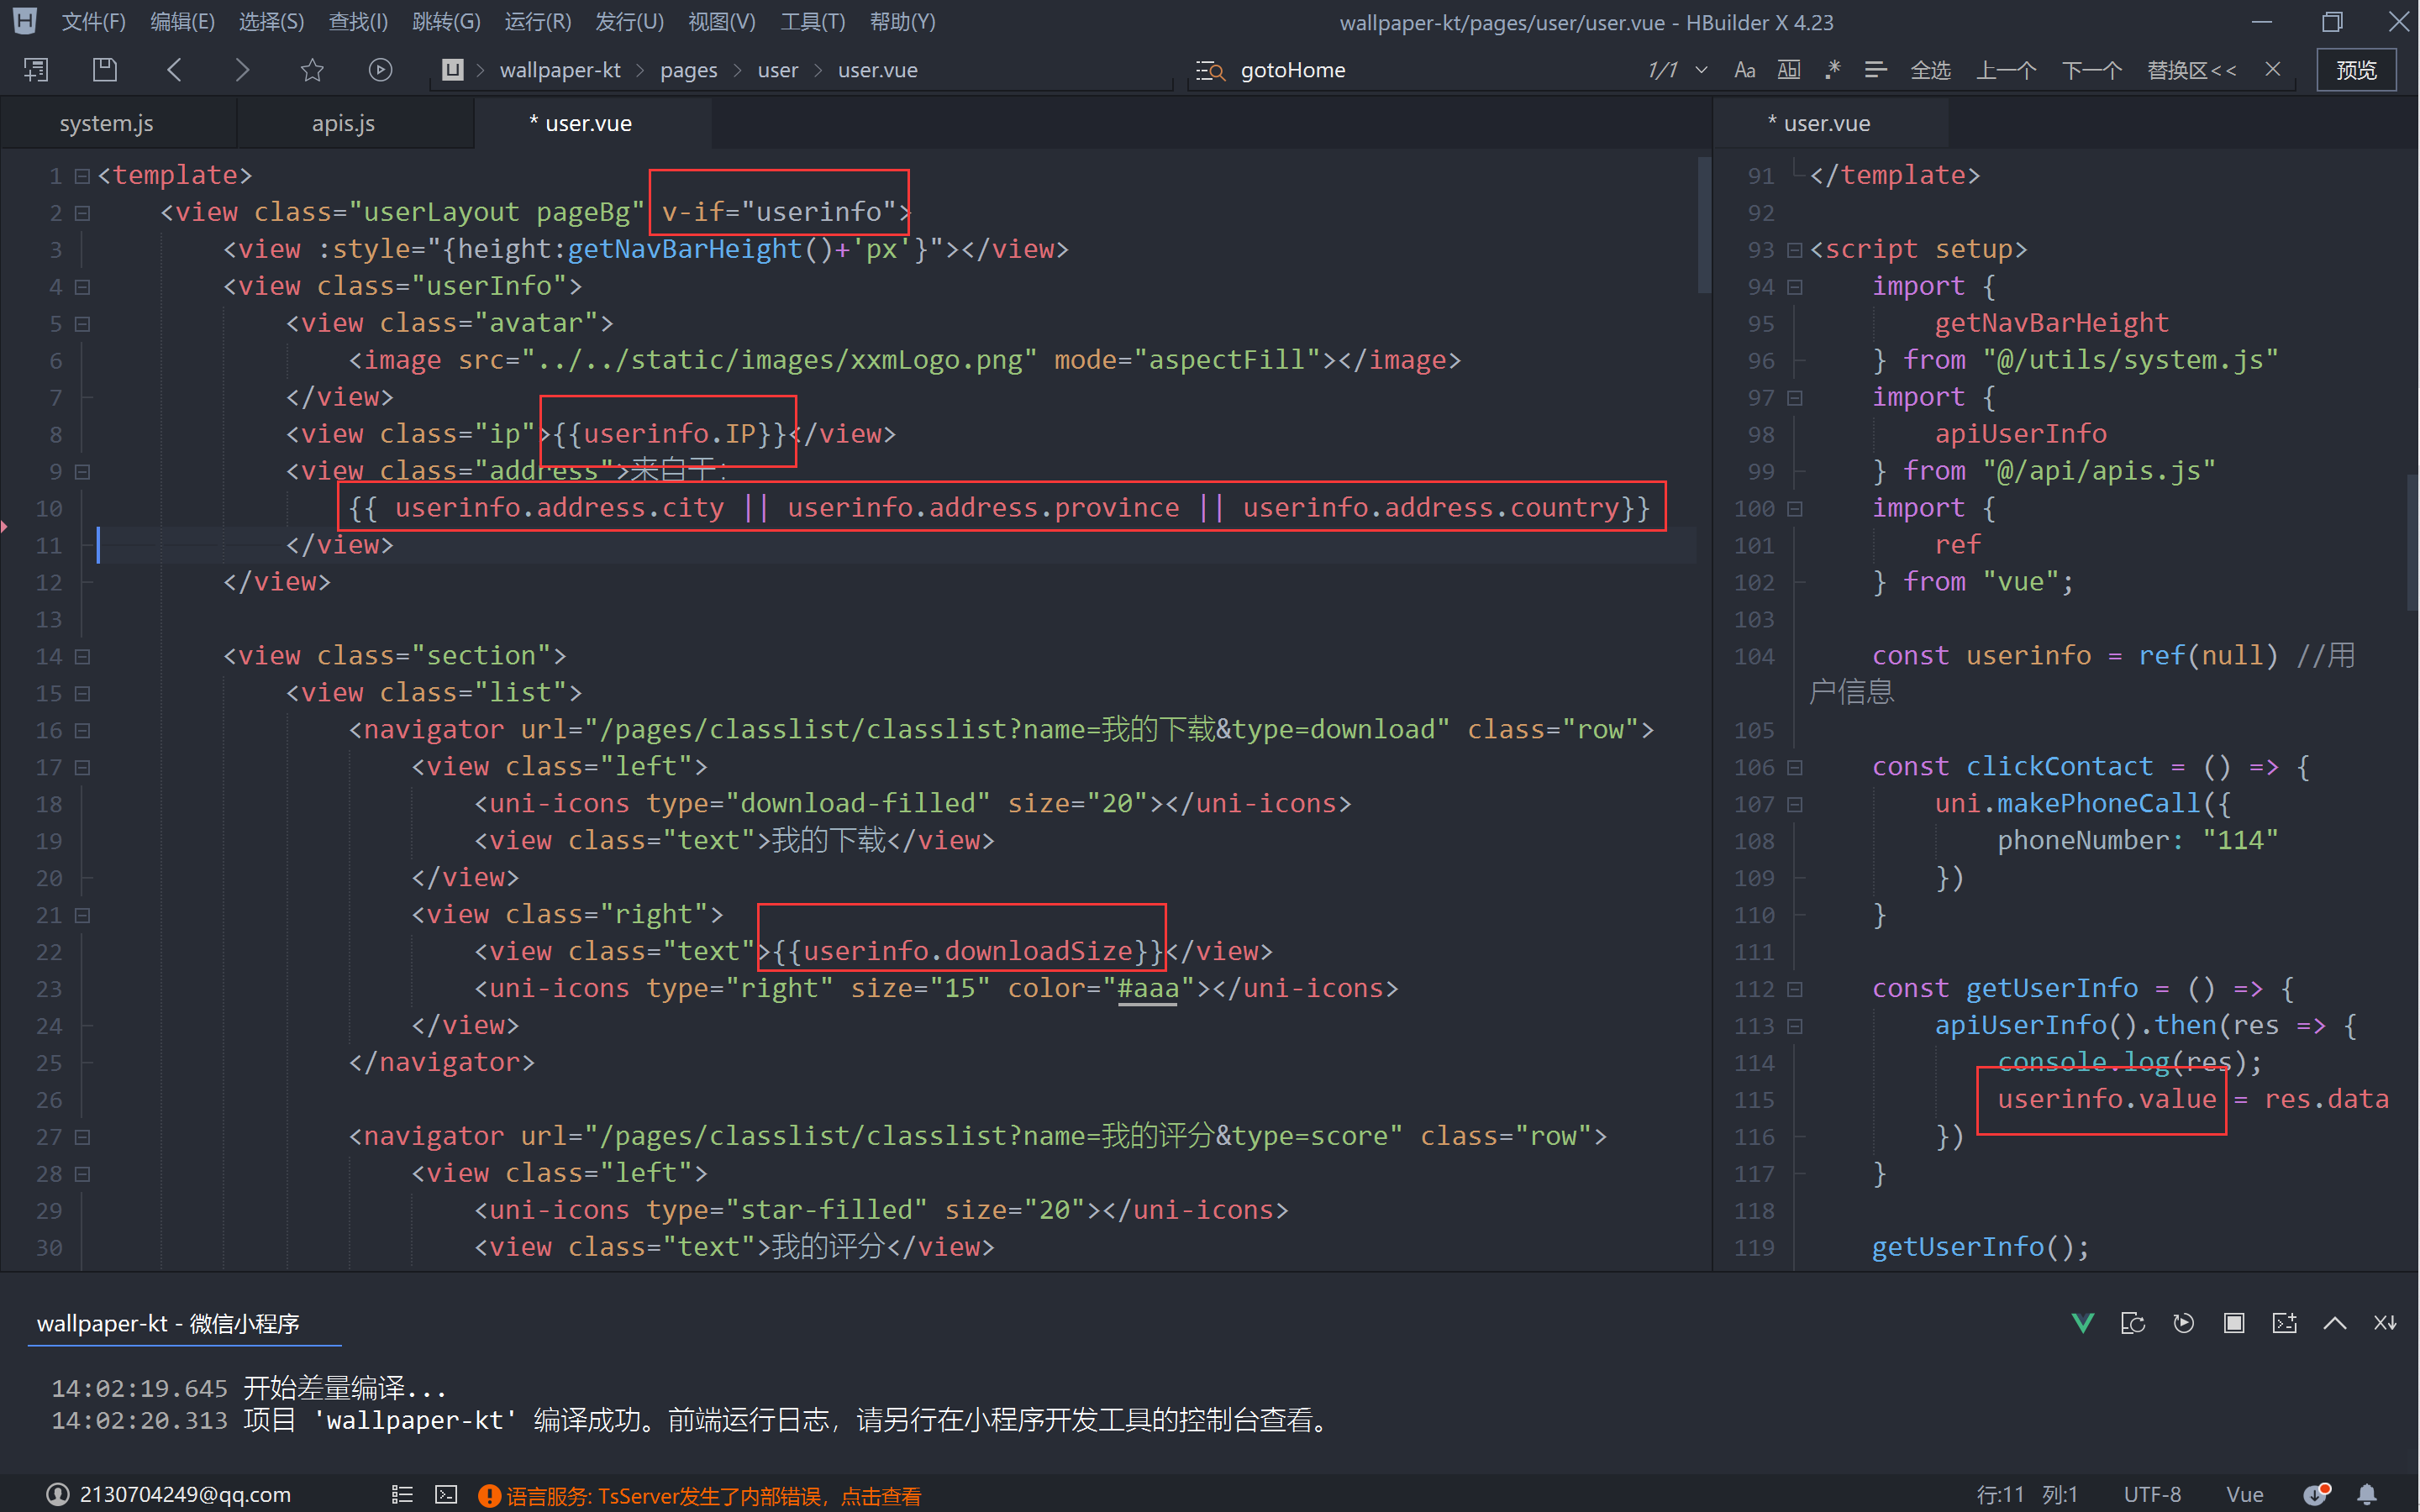 文件(F) 编辑(E) 选择(S) 查找(I) 跳转(G) 运行(R) 发行(U) 视图(V) 工具(T) 帮助(Y) wallpaper-kt/pages/user/user.vue - HBuilder X 4.23
wallpaper-kt pages user user.vue gotoHome 1/1 Aa Ab .* 全选 上一个 下一个 替换区<< 预览
system.js apis.js * user.vue
1 <template>
2 <view class="userLayout pageBg" v-if="userinfo">
3 <view :style="{height:getNavBarHeight()+'px'}"></view>
4 <view class="userInfo">
5 <view class="avatar">
6 <image src="../../static/images/xxmLogo.png" mode="aspectFill"></image>
7 </view>
8 <view class="ip">{{userinfo.IP}}</view>
9 <view class="address">来自于:
10 {{ userinfo.address.city || userinfo.address.province || userinfo.address.country}}
11 </view>
12 </view>
13
14 <view class="section">
15 <view class="list">
16 <navigator url="/pages/classlist/classlist?name=我的下载&type=download" class="row">
17 <view class="left">
18 <uni-icons type="download-filled" size="20"></uni-icons>
19 <view class="text">我的下载</view>
20 </view>
21 <view class="right">
22 <view class="text">{{userinfo.downloadSize}}</view>
23 <uni-icons type="right" size="15" color="#aaa"></uni-icons>
24 </view>
25 </navigator>
26
27 <navigator url="/pages/classlist/classlist?name=我的评分&type=score" class="row">
28 <view class="left">
29 <uni-icons type="star-filled" size="20"></uni-icons>
30 <view class="text">我的评分</view>
* user.vue
91 </template>
92
93 <script setup>
94 import {
95 getNavBarHeight
96 } from "@/utils/system.js"
97 import {
98 apiUserInfo
99 } from "@/api/apis.js"
100 import {
101 ref
102 } from "vue";
103
104 const userinfo = ref(null) //用
户信息
105
106 const clickContact = () => {
107 uni.makePhoneCall({
108 phoneNumber: "114"
109 })
110 }
111
112 const getUserInfo = () => {
113 apiUserInfo().then(res => {
114 console.log(res);
115 userinfo.value = res.data
116 })
117 }
118
119 getUserInfo();
wallpaper-kt - 微信小程序
14:02:19.645 开始差量编译...
14:02:20.313 项目 'wallpaper-kt' 编译成功。前端运行日志，请另行在小程序开发工具的控制台查看。
2130704249@qq.com 语言服务: TsServer发生了内部错误，点击查看 行:11 列:1 UTF-8 Vue